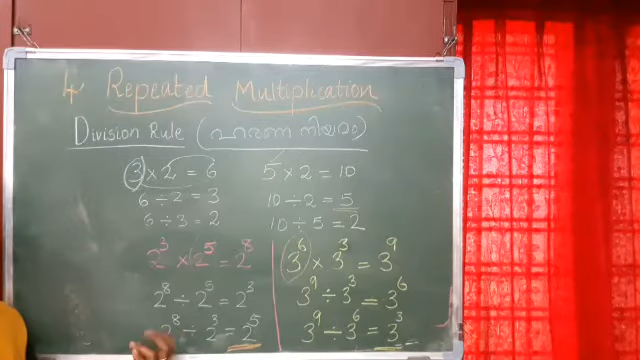 4. Repeated Multiplication
Division Rule (ഹരണ നിയമം)
3 × 2 = 6
6 ÷ 2 = 3
6 ÷ 3 = 2
5 × 2 = 10
10 ÷ 2 = 5
10 ÷ 5 = 2
2³ × 2⁵ = 2⁸
2⁸ ÷ 2⁵ = 2³
2⁸ ÷ 2³ = 2⁵
3⁶ × 3³ = 3⁹
3⁹ ÷ 3³ = 3⁶
3⁹ ÷ 3⁶ = 3³